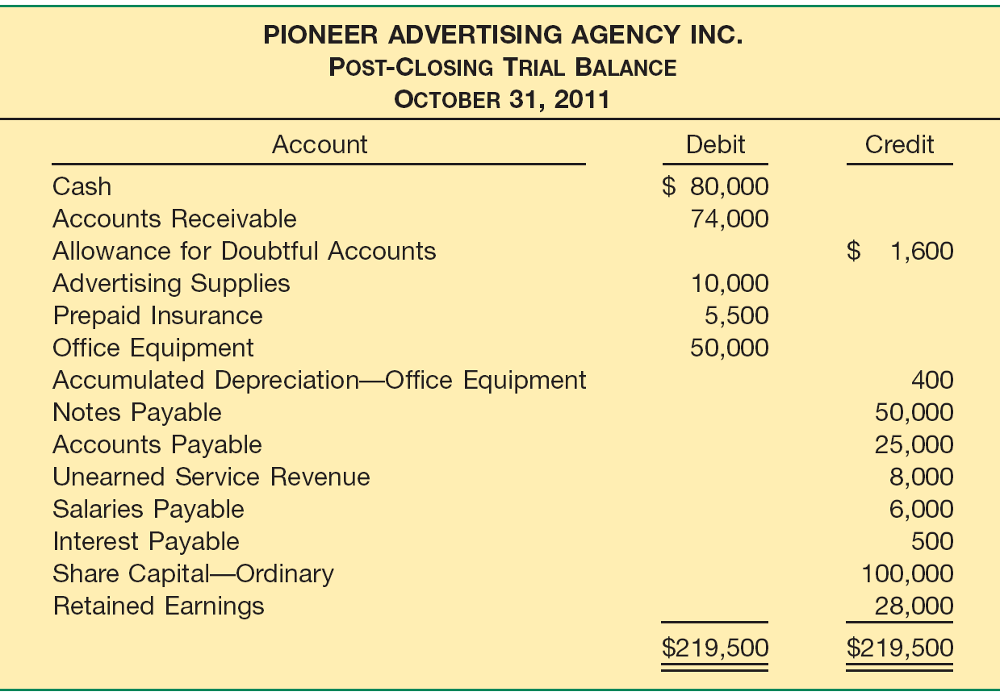 PIONEER ADVERTISING AGENCY INC.
POST-CLOSING TRIAL BALANCE
OCTOBER 31, 2011
Account Debit Credit
Cash $ 80,000
Accounts Receivable 74,000
Allowance for Doubtful Accounts $ 1,600
Advertising Supplies 10,000
Prepaid Insurance 5,500
Office Equipment 50,000
Accumulated Depreciation—Office Equipment 400
Notes Payable 50,000
Accounts Payable 25,000
Unearned Service Revenue 8,000
Salaries Payable 6,000
Interest Payable 500
Share Capital—Ordinary 100,000
Retained Earnings 28,000
$219,500 $219,500